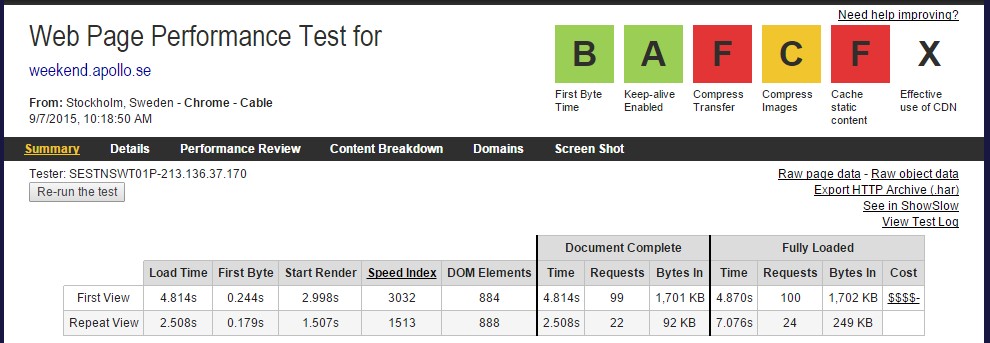 Need help improving?
Web Page Performance Test for
weekend.apollo.se
From: Stockholm, Sweden - Chrome - Cable
9/7/2015, 10:18:50 AM
B A F C F X
First Byte Time
Keep-alive Enabled
Compress Transfer
Compress Images
Cache static content
Effective use of CDN
Summary Details Performance Review Content Breakdown Domains Screen Shot
Tester: SESTNSWT01P-213.136.37.170
Re-run the test
Raw page data - Raw object data
Export HTTP Archive (.har)
See in ShowSlow
View Test Log
Document Complete Fully Loaded
Load Time First Byte Start Render Speed Index DOM Elements Time Requests Bytes In Time Requests Bytes In Cost
First View 4.814s 0.244s 2.998s 3032 884 4.814s 99 1,701 KB 4.870s 100 1,702 KB $$$$-
Repeat View 2.508s 0.179s 1.507s 1513 888 2.508s 22 92 KB 7.076s 24 249 KB